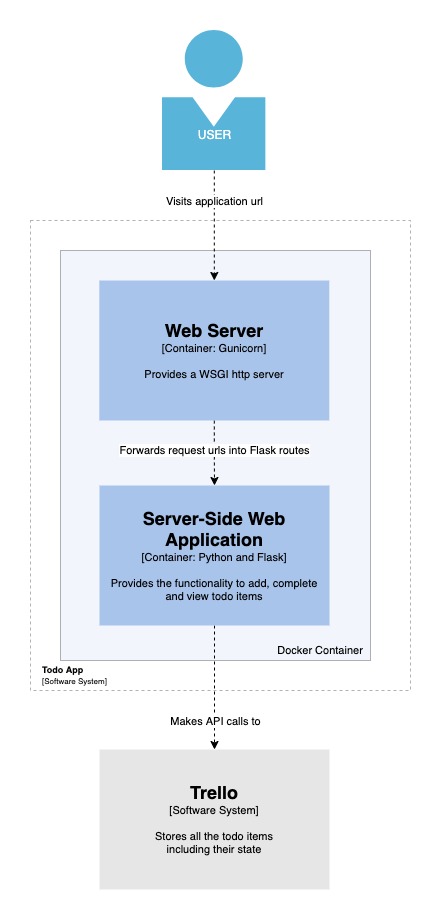 USER
Visits application url
Web Server
[Container: Gunicorn]
Provides a WSGI http server
Forwards request urls into Flask routes
Server-Side Web
Application
[Container: Python and Flask]
Provides the functionality to add, complete
and view todo items
Docker Container
Todo App
[Software System]
Makes API calls to
Trello
[Software System]
Stores all the todo items
including their state